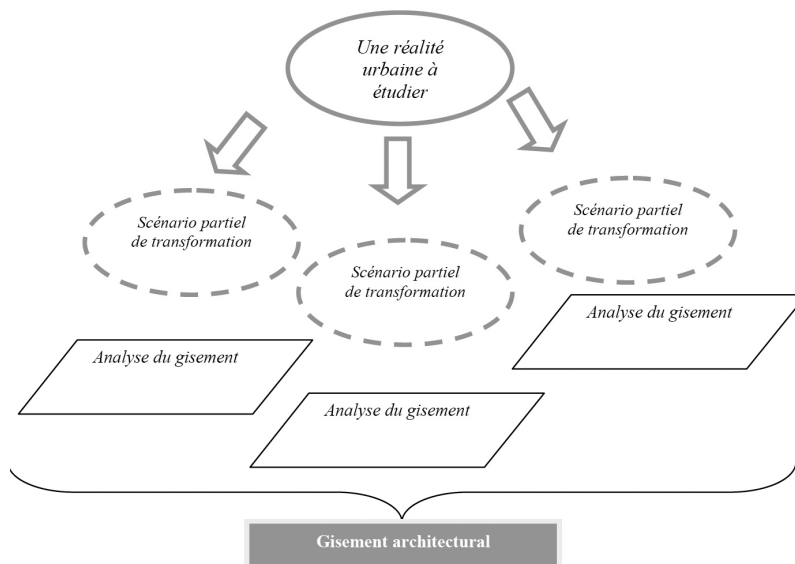 Une réalité
urbaine à
étudier
Scénario partiel
de transformation
Scénario partiel
de transformation
Scénario partiel
de transformation
Analyse du gisement
Analyse du gisement
Analyse du gisement
Gisement architectural